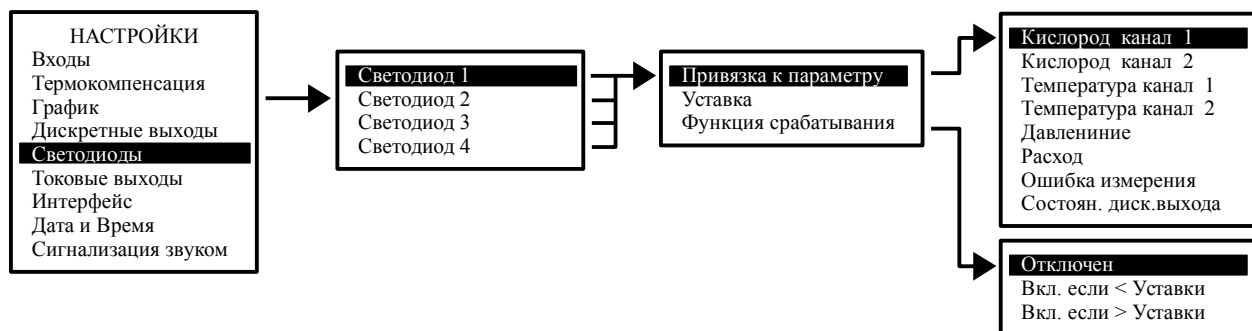 НАСТРОЙКИ
Входы
Термокомпенсация
График
Дискретные выходы
Светодиоды
Токовые выходы
Интерфейс
Дата и Время
Сигнализация звуком
Светодиод 1
Светодиод 2
Светодиод 3
Светодиод 4
Привязка к параметру
Уставка
Функция срабатывания
Кислород канал 1
Кислород канал 2
Температура канал 1
Температура канал 2
Давлениние
Расход
Ошибка измерения
Состоян. диск.выхода
Отключен
Вкл. если < Уставки
Вкл. если > Уставки